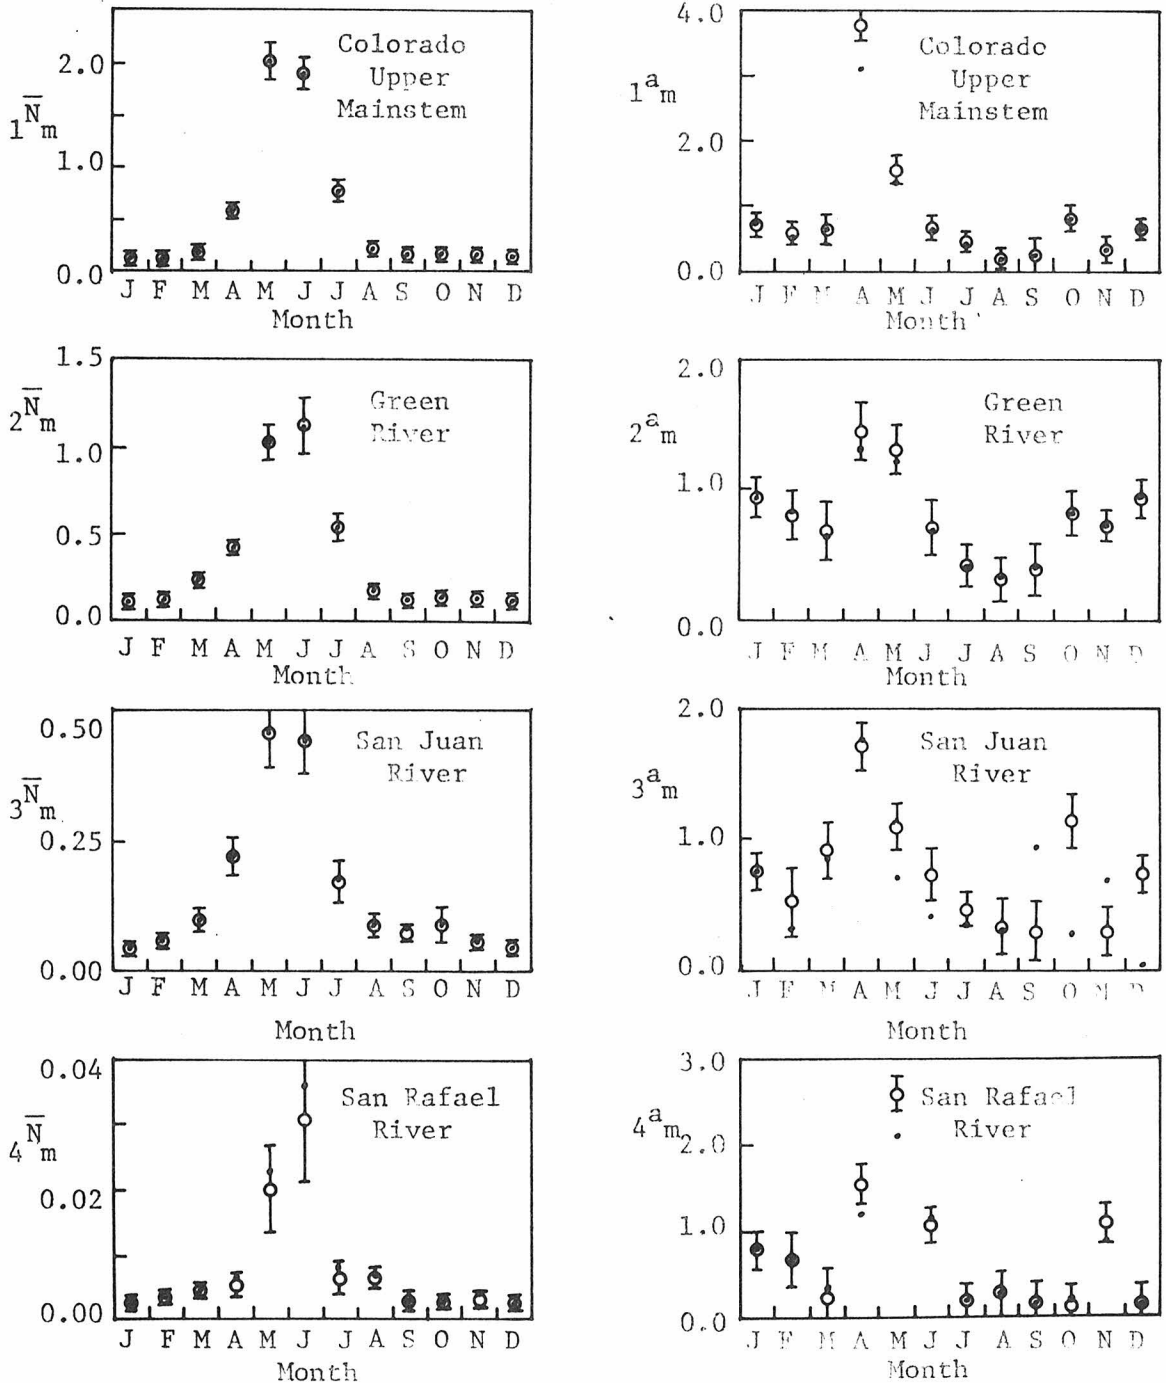 2.0
1.0
0.0
1N̅m
Colorado
Upper
Mainstem
J F M A M J J A S O N D
Month
4.0
2.0
0.0
1am
Colorado
Upper
Mainstem
J F M A M J J A S O N D
Month
1.5
1.0
0.5
0.0
2N̅m
Green
River
J F M A M J J A S O N D
Month
2.0
1.0
0.0
2am
Green
River
J F M A M J J A S O N D
Month
0.50
0.25
0.00
3N̅m
San Juan
River
J F M A M J J A S O N D
Month
2.0
1.0
0.0
3am
San Juan
River
J F M A M J J A S O N D
Month
0.04
0.02
0.00
4N̅m
San Rafael
River
J F M A M J J A S O N D
Month
3.0
2.0
1.0
0.0
4am
San Rafael
River
J F M A M J J A S O N D
Month